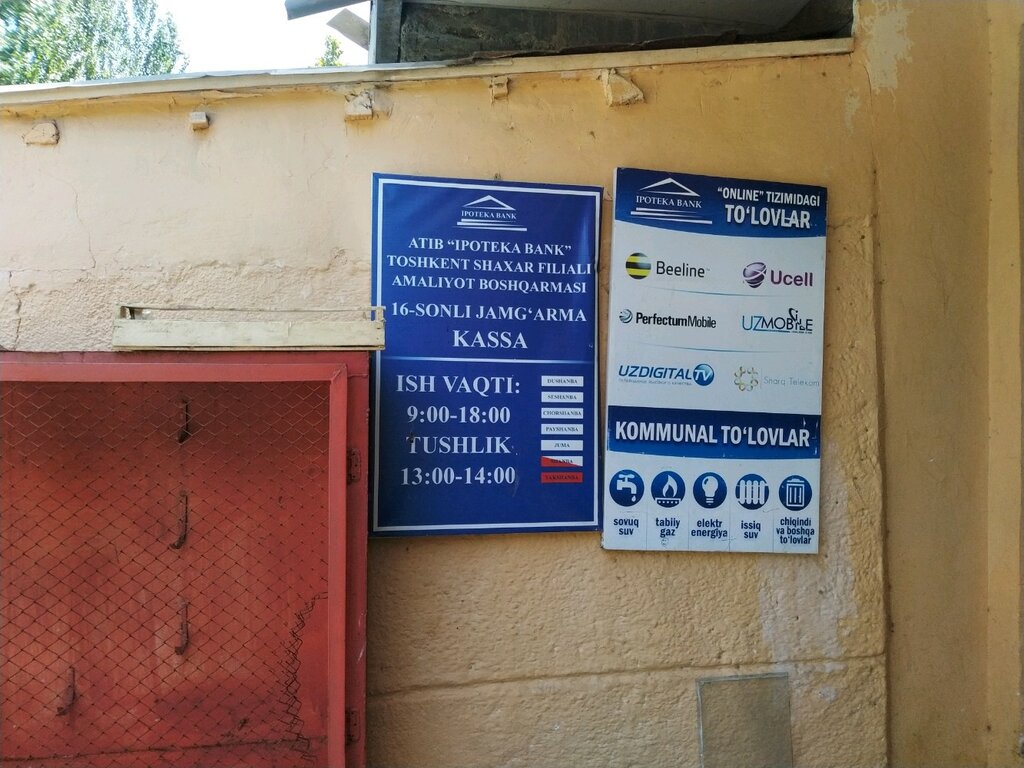 IPOTEKA BANK
ATIB "IPOTEKA BANK"
TOSHKENT SHAXAR FILIALI
AMALIYOT BOSHQARMASI
16-SONLI JAMG‘ARMA
KASSA
ISH VAQTI:
9:00-18:00
TUSHLIK
13:00-14:00
DUSHANBA
SESHANBA
CHORSHANBA
PAYSHANBA
JUMA
SHANBA
YAKSHANBA
IPOTEKA BANK
"ONLINE" TIZIMIDAGI
TO‘LOVLAR
Beeline™
Ucell
PerfectumMobile
UZMOBILE
UZDIGITAL TV
Sharq Telekom
KOMMUNAL TO‘LOVLAR
sovuq
suv
tabiiy
gaz
elektr
energiya
issiq
suv
chiqindi
va boshqa
to‘lovlar